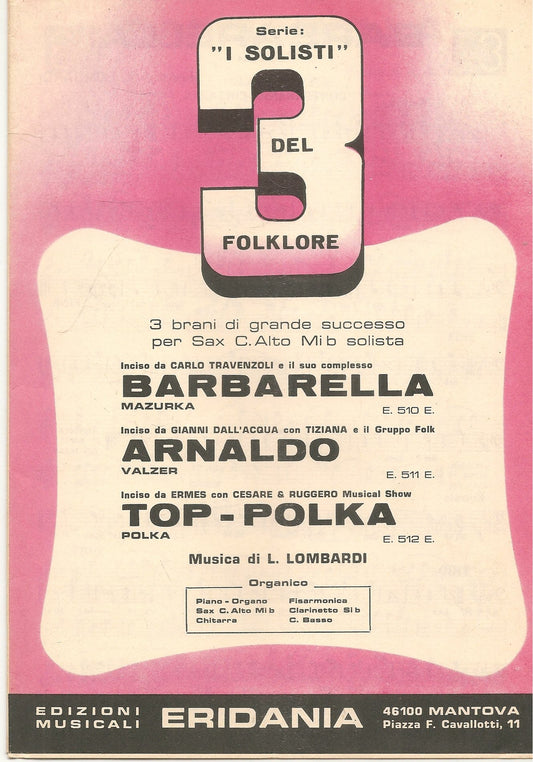 Serie:
"I SOLISTI"
3
DEL
FOLKLORE
3 brani di grande successo
per Sax C.Alto Mib solista
Inciso da CARLO TRAVENZOLI e il suo complesso
BARBARELLA
MAZURKA E. 510 E.
Inciso da GIANNI DALL'ACQUA con TIZIANA e il Gruppo Folk
ARNALDO
VALZER E. 511 E.
Inciso da ERMES con CESARE & RUGGERO Musical Show
TOP-POLKA
POLKA E. 512 E.
Musica di L. LOMBARDI
Organico
Piano-Organo Fisarmonica
Sax C. Alto Mib Clarinetto Sib
Chitarra C. Basso
EDIZIONI MUSICALI ERIDANIA 46100 MANTOVA
Piazza F. Cavallotti, 11